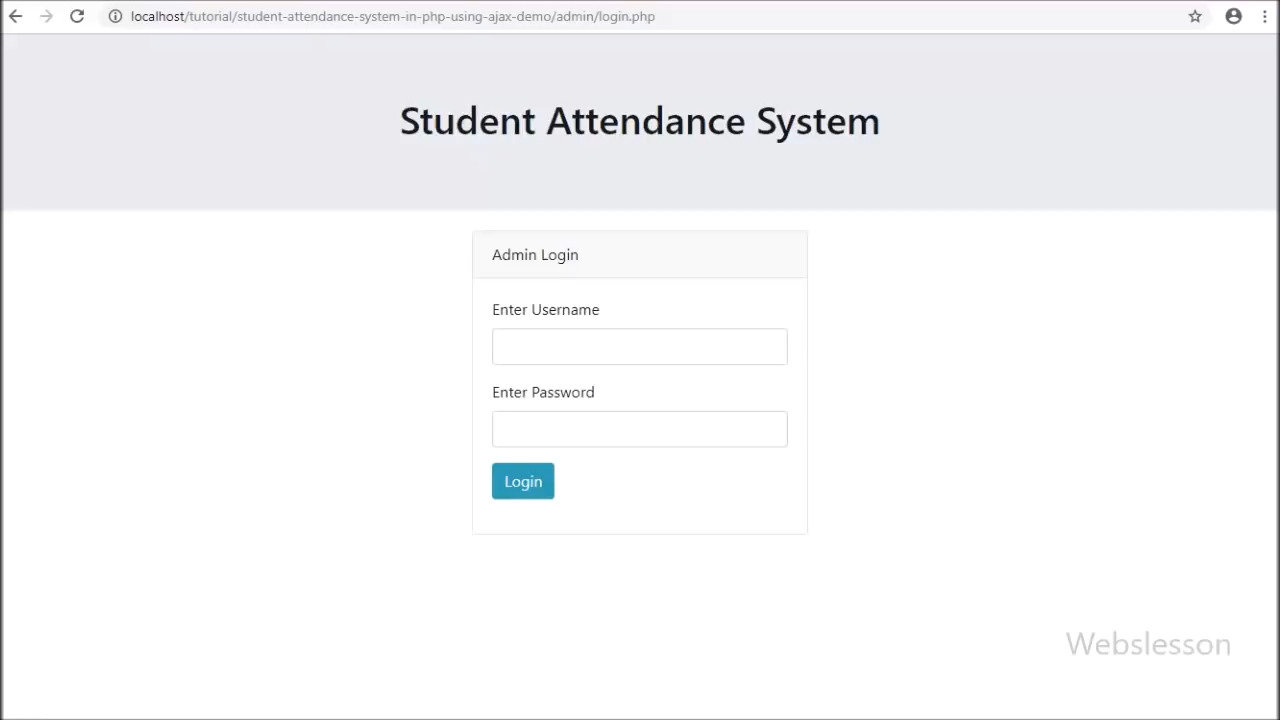 localhost/tutorial/student-attendance-system-in-php-using-ajax-demo/admin/login.php
Student Attendance System
Admin Login
Enter Username
Enter Password
Login
Webslesson